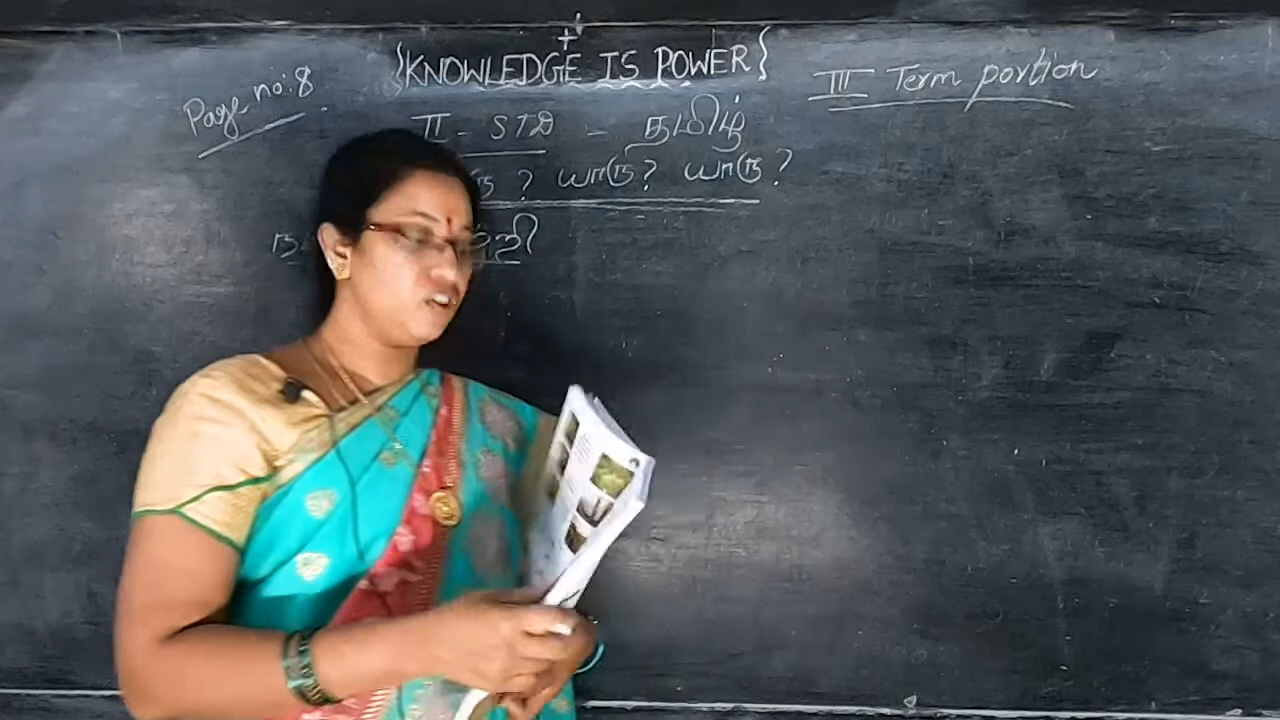 {KNOWLEDGE IS POWER}
Page no: 8
III Term portion
II - STD - தமிழ்
? யாரு? யாரு?